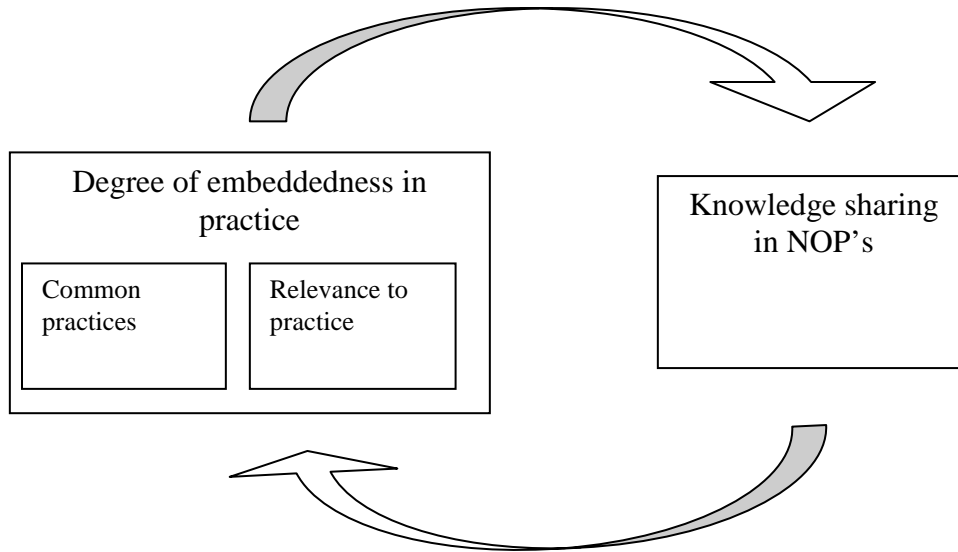 Degree of embeddedness in
practice
Common
practices
Relevance to
practice
Knowledge sharing
in NOP’s